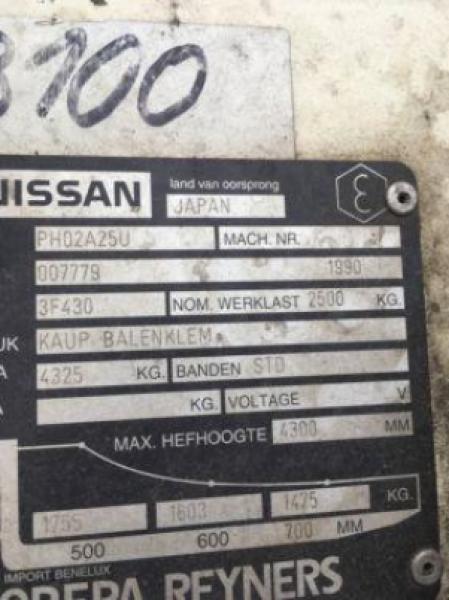 3100
NISSAN land van oorsprong
JAPAN
PH02A25U MACH. NR.
007779 1990
3F430 NOM. WERKLAST 2500 KG.
UK KAUP BALENKLEM
A 4325 KG. BANDEN STD
A KG. VOLTAGE V
MAX. HEFHOOGTE 4300 MM
1755 1603 1475 KG.
500 600 700 MM
IMPORT BENELUX
REYNERS